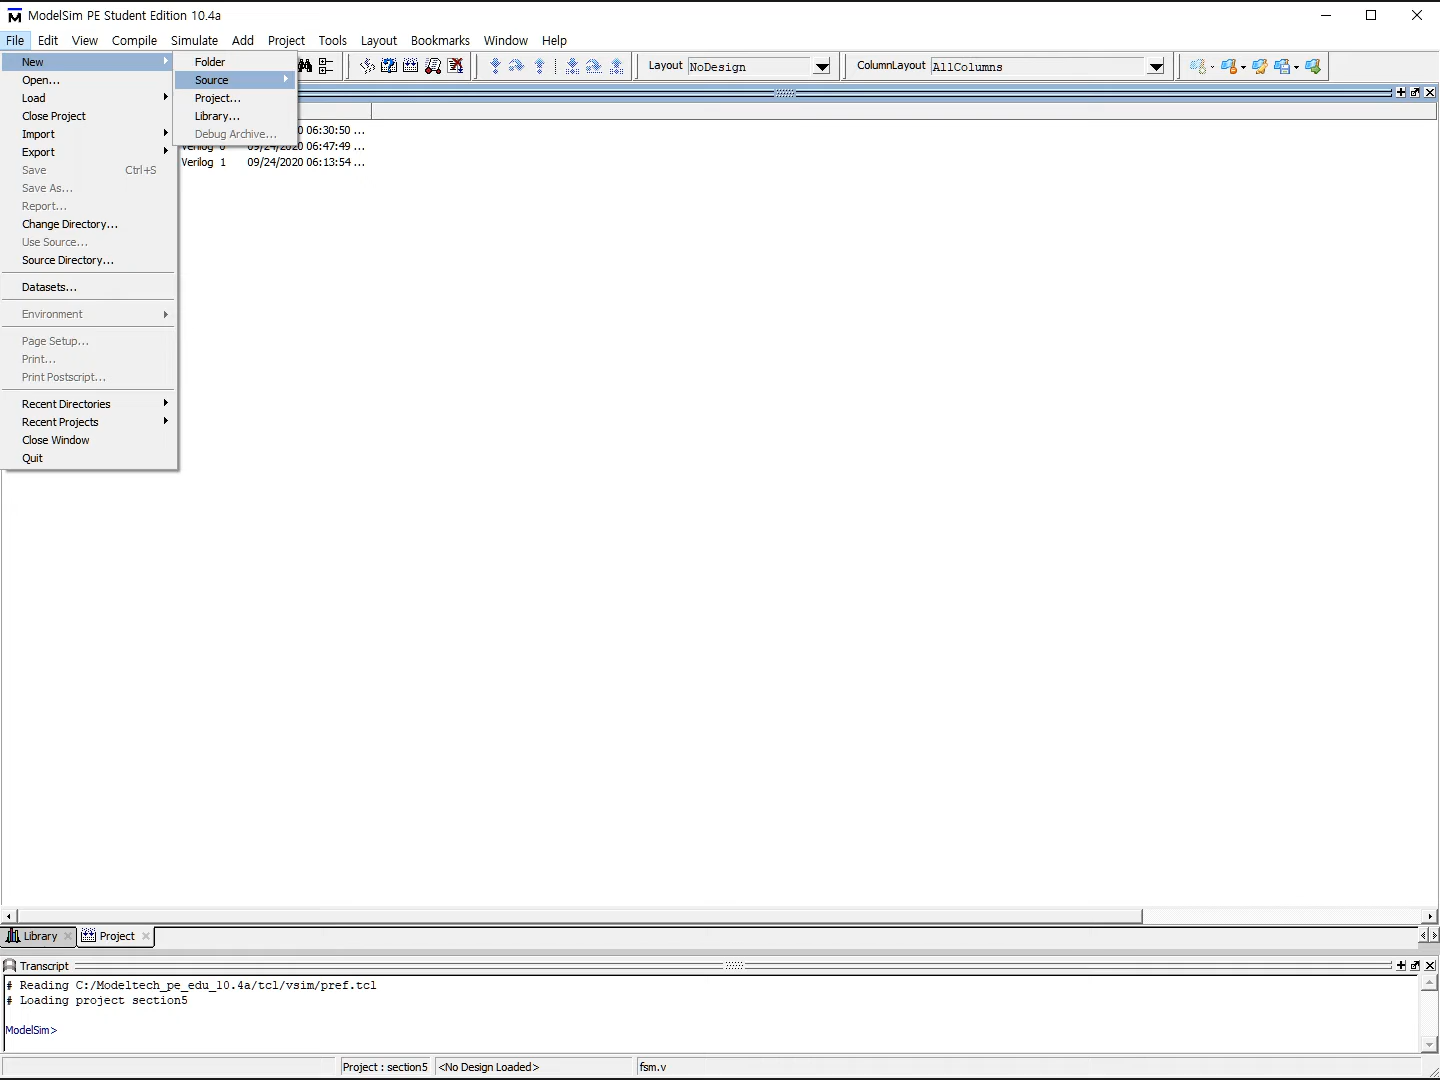 ModelSim PE Student Edition 10.4a
File Edit View Compile Simulate Add Project Tools Layout Bookmarks Window Help
Layout NoDesign ColumnLayout AllColumns
New
Open...
Load
Close Project
Import
Export
Save Ctrl+S
Save As...
Report...
Change Directory...
Use Source...
Source Directory...
Datasets...
Environment
Page Setup...
Print...
Print Postscript...
Recent Directories
Recent Projects
Close Window
Quit
Folder
Source
Project...
Library...
Debug Archive...
06:30:50 ...
Verilog 0 09/24/2020 06:47:49 ...
Verilog 1 09/24/2020 06:13:54 ...
Library Project
Transcript
# Reading C:/Modeltech_pe_edu_10.4a/tcl/vsim/pref.tcl
# Loading project section5
ModelSim>
Project : section5 <No Design Loaded> fsm.v